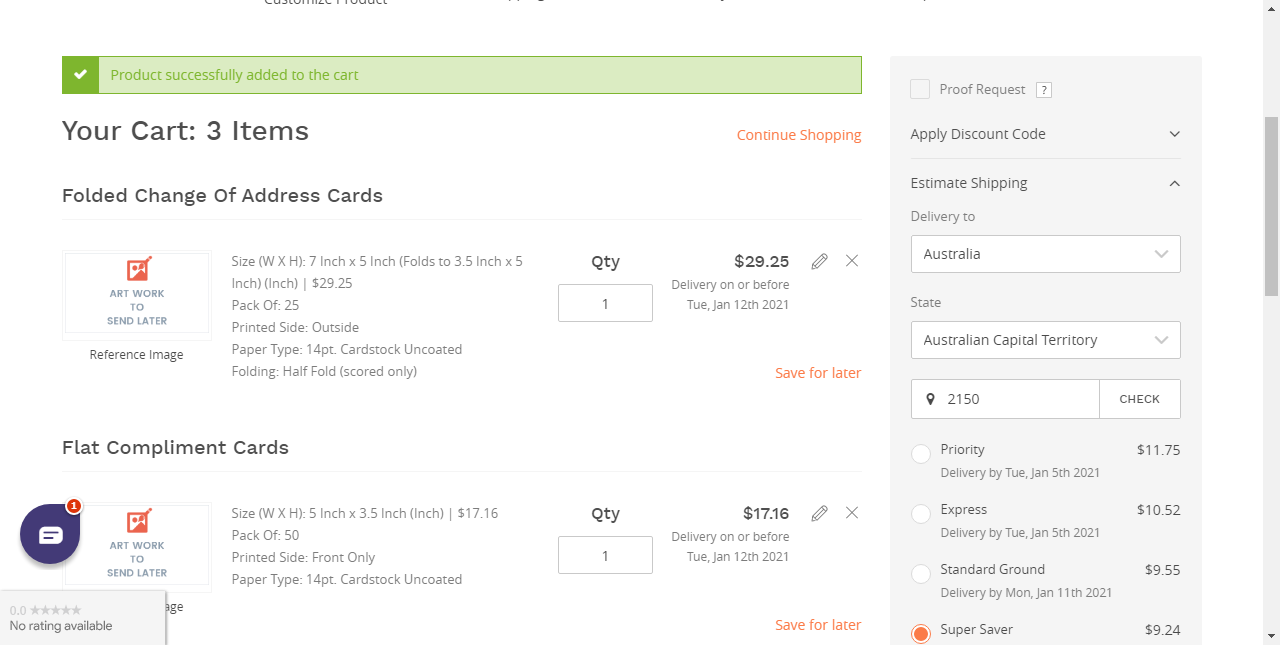 Customize Product
Product successfully added to the cart
Your Cart: 3 Items
Continue Shopping
Folded Change Of Address Cards
ART WORK
TO
SEND LATER
Reference Image
Size (W X H): 7 Inch x 5 Inch (Folds to 3.5 Inch x 5
Inch) (Inch) | $29.25
Pack Of: 25
Printed Side: Outside
Paper Type: 14pt. Cardstock Uncoated
Folding: Half Fold (scored only)
Qty
1
$29.25
Delivery on or before
Tue, Jan 12th 2021
Save for later
Flat Compliment Cards
ART WORK
TO
SEND LATER
Size (W X H): 5 Inch x 3.5 Inch (Inch) | $17.16
Pack Of: 50
Printed Side: Front Only
Paper Type: 14pt. Cardstock Uncoated
Qty
1
$17.16
Delivery on or before
Tue, Jan 12th 2021
Save for later
1
0.0
No rating available
Proof Request ?
Apply Discount Code
Estimate Shipping
Delivery to
Australia
State
Australian Capital Territory
2150 CHECK
Priority $11.75
Delivery by Tue, Jan 5th 2021
Express $10.52
Delivery by Tue, Jan 5th 2021
Standard Ground $9.55
Delivery by Mon, Jan 11th 2021
Super Saver $9.24